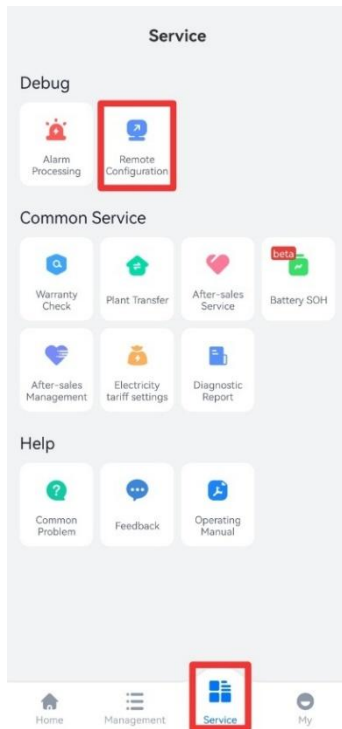 Service
Debug
Alarm
Processing
Remote
Configuration
Common Service
Warranty
Check
Plant Transfer
After-sales
Service
beta
Battery SOH
After-sales
Management
Electricity
tariff settings
Diagnostic
Report
Help
Common
Problem
Feedback
Operating
Manual
Home
Management
Service
My